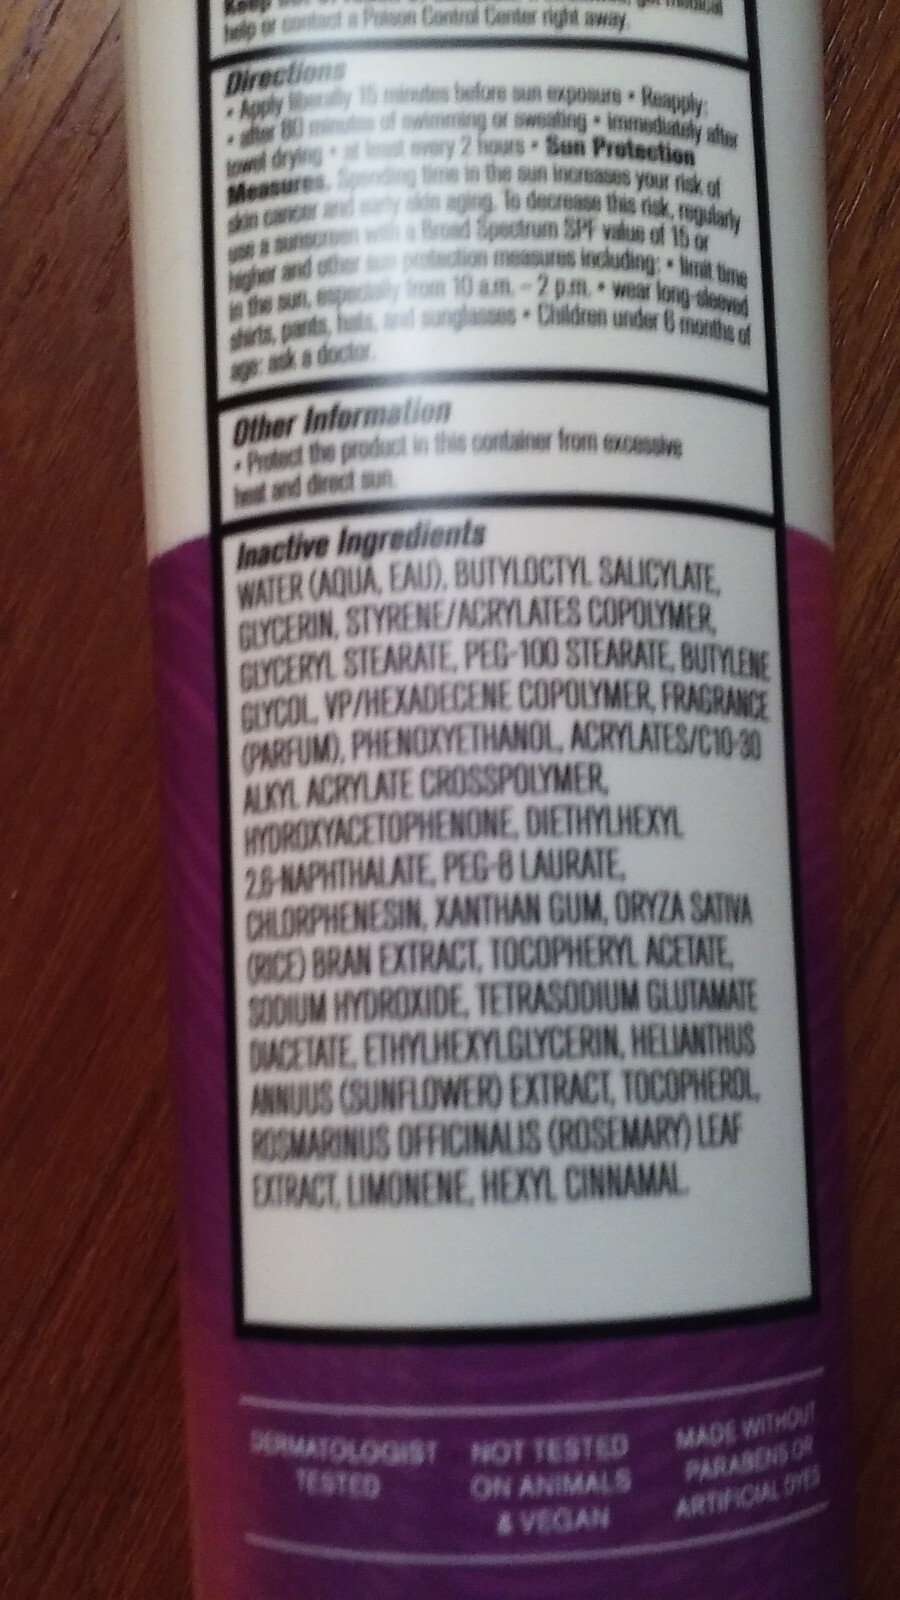 help or contact a Poison Control Center right away.
Directions
• Apply liberally 15 minutes before sun exposure • Reapply:
• after 80 minutes of swimming or sweating • immediately after
towel drying • at least every 2 hours • Sun Protection
Measures. Spending time in the sun increases your risk of
skin cancer and early skin aging. To decrease this risk, regularly
use a sunscreen with a Broad Spectrum SPF value of 15 or
higher and other sun protection measures including: • limit time
in the sun, especially from 10 a.m. – 2 p.m. • wear long-sleeved
shirts, pants, hats, and sunglasses • Children under 6 months of
age: ask a doctor.
Other Information
• Protect the product in this container from excessive
heat and direct sun.
Inactive Ingredients
WATER (AQUA, EAU), BUTYLOCTYL SALICYLATE,
GLYCERIN, STYRENE/ACRYLATES COPOLYMER,
GLYCERYL STEARATE, PEG-100 STEARATE, BUTYLENE
GLYCOL, VP/HEXADECENE COPOLYMER, FRAGRANCE
(PARFUM), PHENOXYETHANOL, ACRYLATES/C10-30
ALKYL ACRYLATE CROSSPOLYMER,
HYDROXYACETOPHENONE, DIETHYLHEXYL
2,6-NAPHTHALATE, PEG-8 LAURATE,
CHLORPHENESIN, XANTHAN GUM, ORYZA SATIVA
(RICE) BRAN EXTRACT, TOCOPHERYL ACETATE,
SODIUM HYDROXIDE, TETRASODIUM GLUTAMATE
DIACETATE, ETHYLHEXYLGLYCERIN, HELIANTHUS
ANNUUS (SUNFLOWER) EXTRACT, TOCOPHEROL,
ROSMARINUS OFFICINALIS (ROSEMARY) LEAF
EXTRACT, LIMONENE, HEXYL CINNAMAL.
DERMATOLOGIST
TESTED
NOT TESTED
ON ANIMALS
& VEGAN
MADE WITHOUT
PARABENS OR
ARTIFICIAL DYES